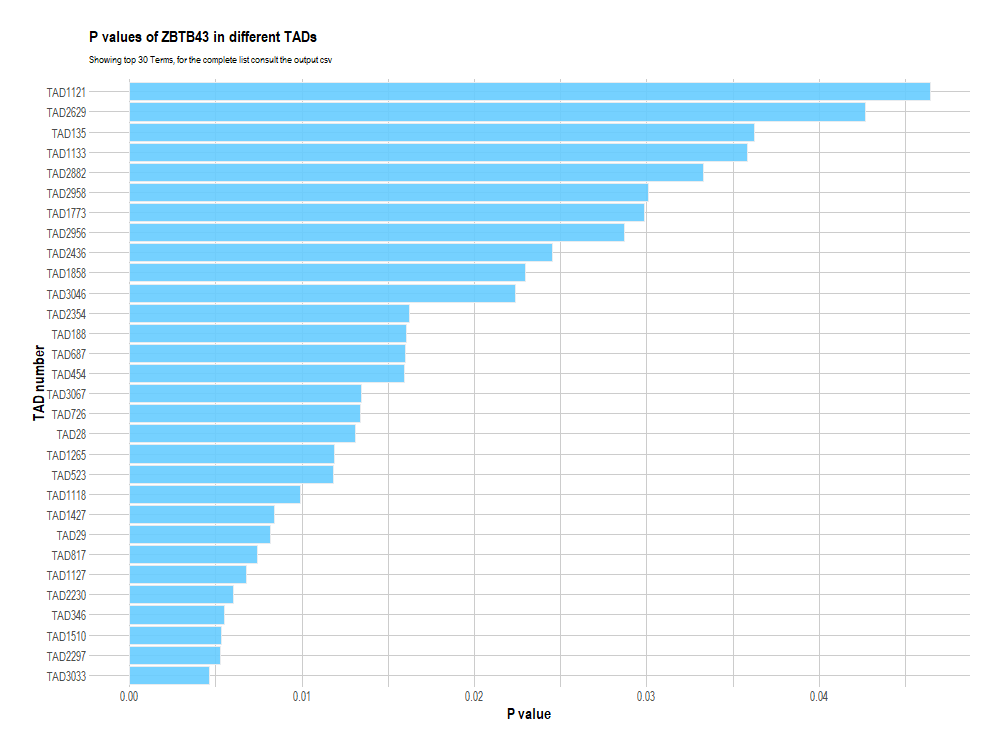 P values of ZBTB43 in different TADs
Showing top 30 Terms, for the complete list consult the output csv
TAD1121
TAD2629
TAD135
TAD1133
TAD2882
TAD2958
TAD1773
TAD2956
TAD2436
TAD1858
TAD3046
TAD2354
TAD188
TAD687
TAD454
TAD3067
TAD726
TAD28
TAD1265
TAD523
TAD1118
TAD1427
TAD29
TAD817
TAD1127
TAD2230
TAD346
TAD1510
TAD2297
TAD3033
TAD number
0.00 0.01 0.02 0.03 0.04
P value